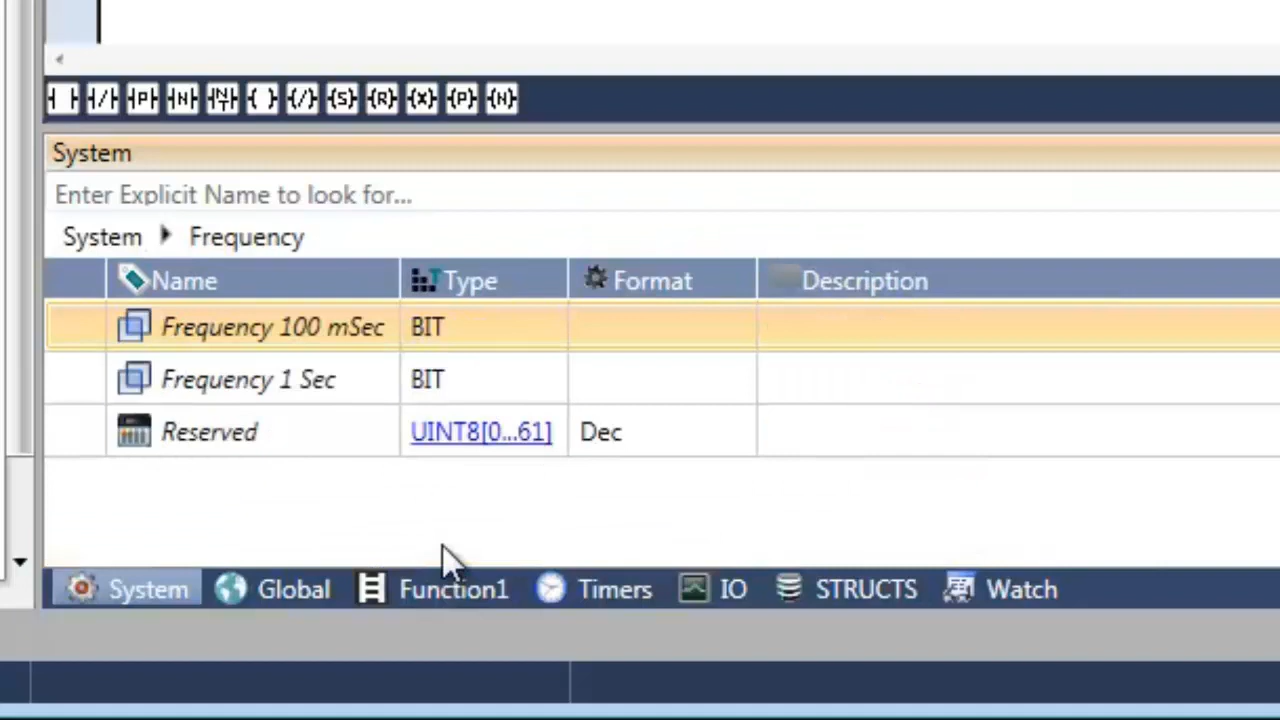 System
Enter Explicit Name to look for...
System Frequency
Name Type Format Description
Frequency 100 mSec BIT
Frequency 1 Sec BIT
Reserved UINT8[0...61] Dec
System Global Function1 Timers IO STRUCTS Watch